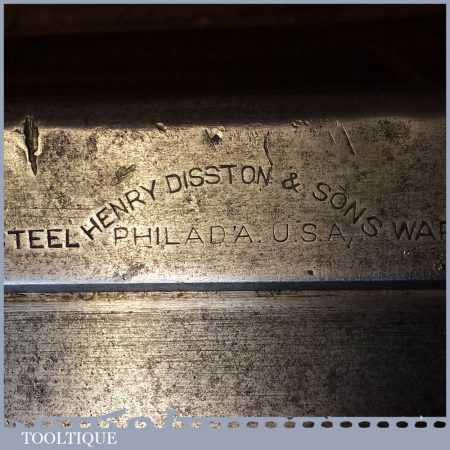 HENRY DISSTON & SONS
STEEL PHILAD'A. U.S.A. WAR
TOOLTIQUE